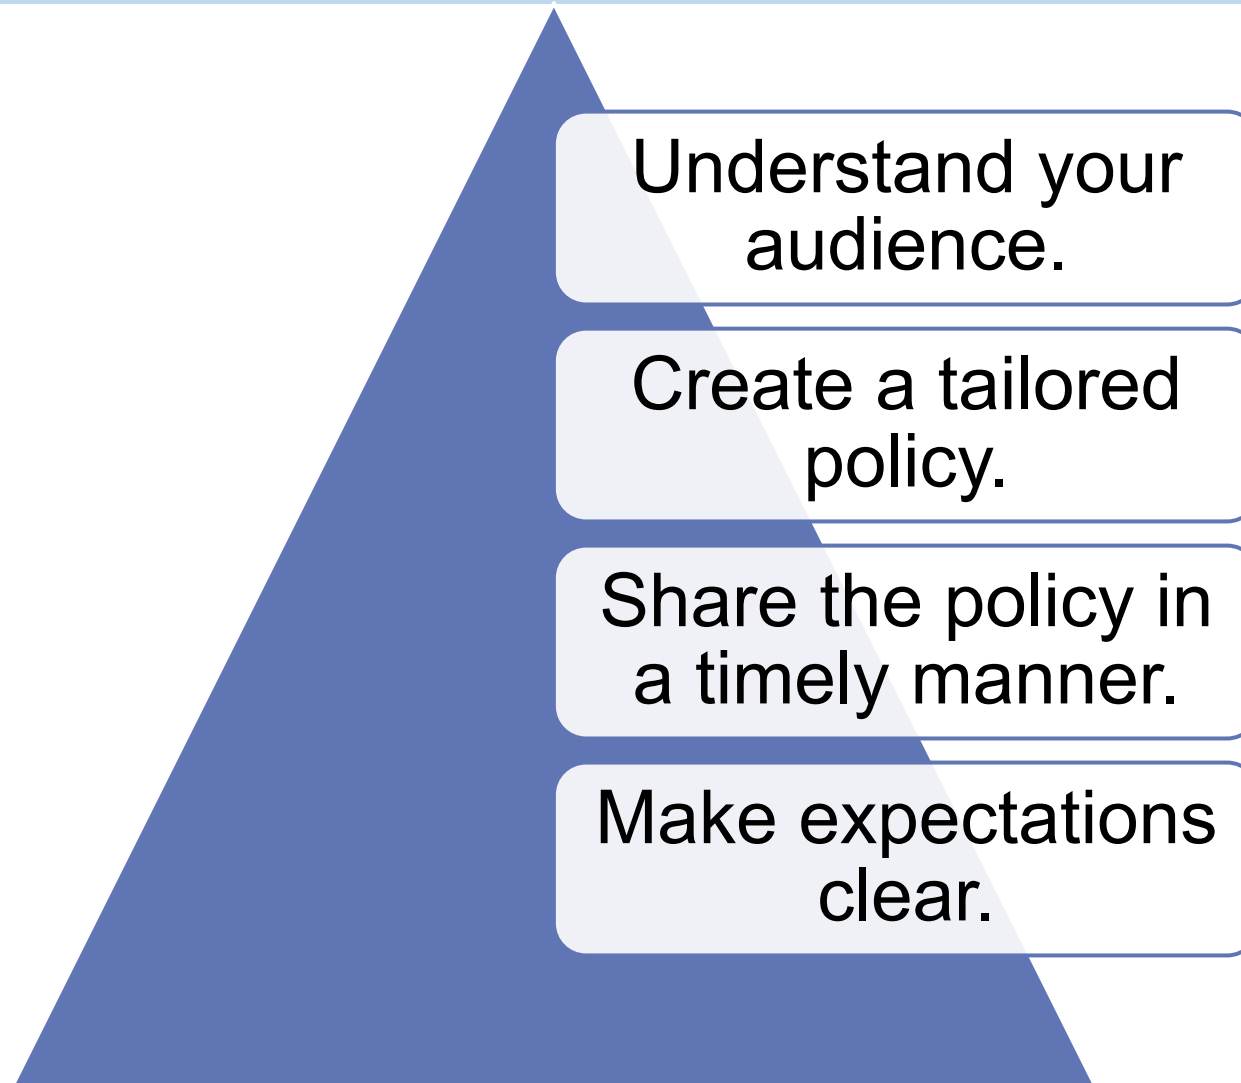 Understand your
audience.
Create a tailored
policy.
Share the policy in
a timely manner.
Make expectations
clear.